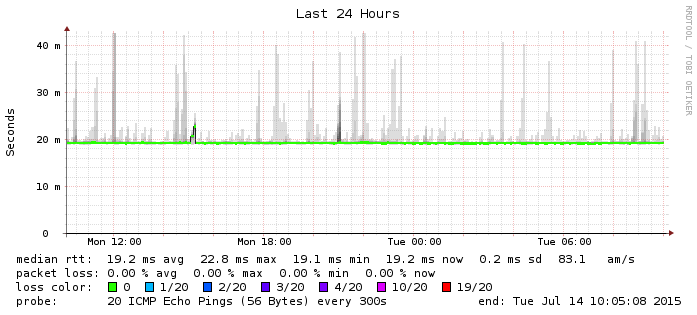 Last 24 Hours
RRDTOOL / TOBI OETIKER
Seconds
40 m
30 m
20 m
10 m
0
Mon 12:00 Mon 18:00 Tue 00:00 Tue 06:00
median rtt: 19.2 ms avg 22.8 ms max 19.1 ms min 19.2 ms now 0.2 ms sd 83.1 am/s
packet loss: 0.00 % avg 0.00 % max 0.00 % min 0.00 % now
loss color: 0 1/20 2/20 3/20 4/20 10/20 19/20
probe: 20 ICMP Echo Pings (56 Bytes) every 300s end: Tue Jul 14 10:05:08 2015